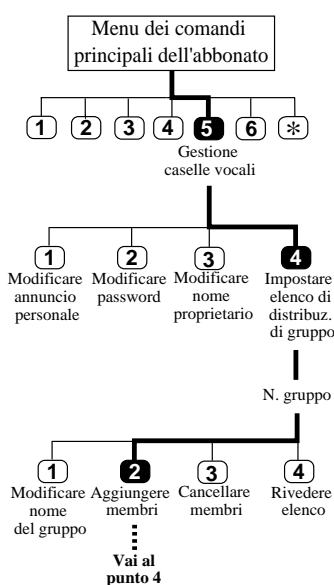 Menu dei comandi
principali dell'abbonato
1 2 3 4 5 6 *
Gestione
caselle vocali
1 2 3 4
Modificare annuncio personale
Modificare password
Modificare nome proprietario
Impostare elenco di distribuz. di gruppo
N. gruppo
1 2 3 4
Modificare nome del gruppo
Aggiungere membri
Cancellare membri
Rivedere elenco
Vai al
punto 4